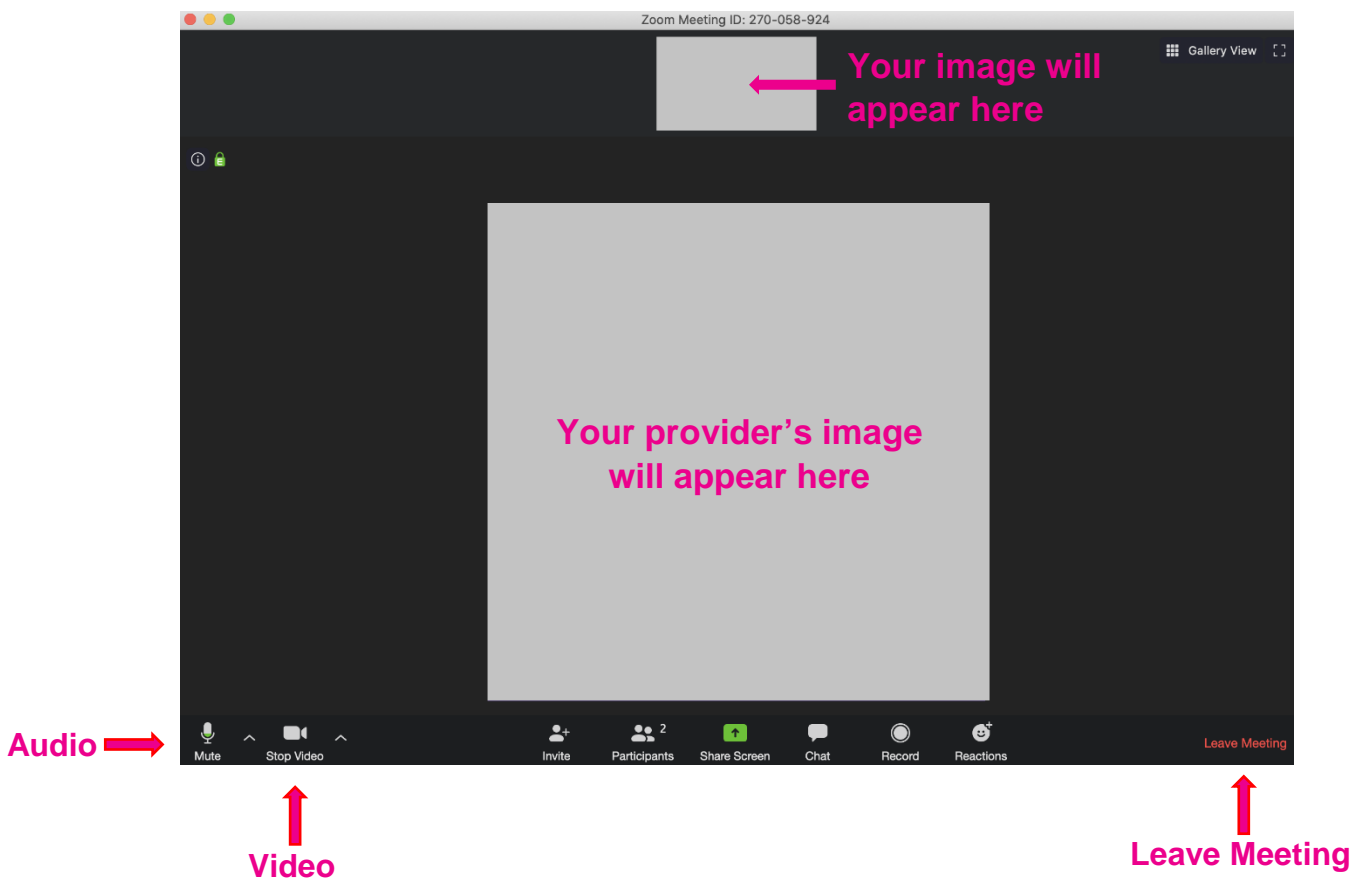 Zoom Meeting ID: 270-058-924
Gallery View
Your image will
appear here
E
Your provider’s image
will appear here
Audio
Mute
Stop Video
Invite
Participants
2
Share Screen
Chat
Record
Reactions
Leave Meeting
Video
Leave Meeting